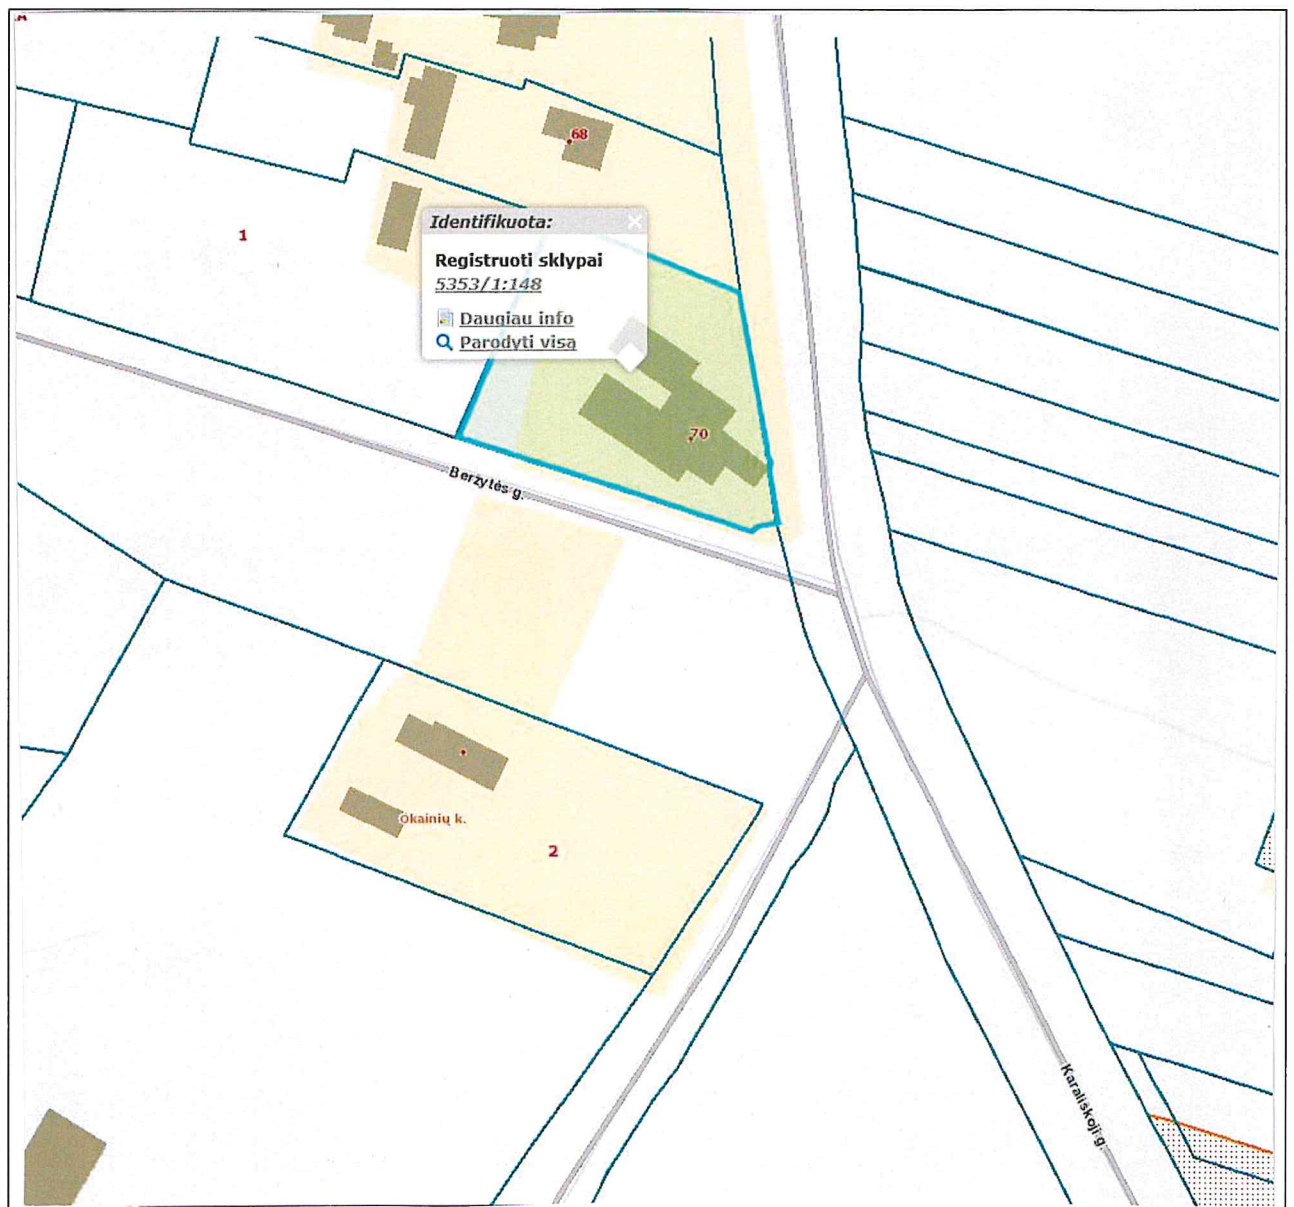 68
1
Identifikuota:
Registruoti sklypai
5353/1:148
Daugiau info
Parodyti visą
70
Beržytės g.
Okainių k.
2
Karališkoji g.